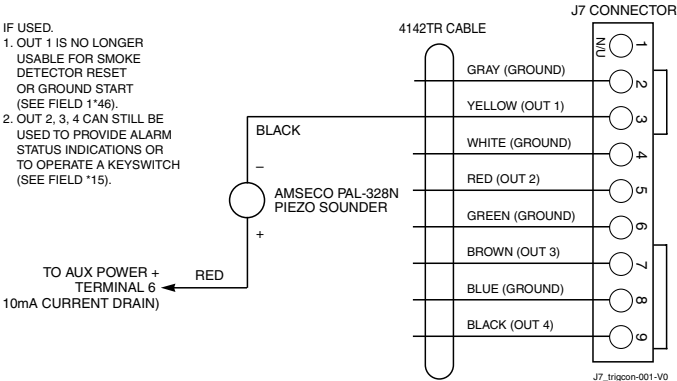 J7 CONNECTOR
4142TR CABLE
IF USED.
1. OUT 1 IS NO LONGER
USABLE FOR SMOKE
DETECTOR RESET
OR GROUND START
(SEE FIELD 1*46).
2. OUT 2, 3, 4 CAN STILL BE
USED TO PROVIDE ALARM
STATUS INDICATIONS OR
TO OPERATE A KEYSWITCH
(SEE FIELD *15).
N/U
1
GRAY (GROUND)
2
YELLOW (OUT 1)
3
BLACK
WHITE (GROUND)
4
–
RED (OUT 2)
5
AMSECO PAL-328N
PIEZO SOUNDER
GREEN (GROUND)
6
+
BROWN (OUT 3)
7
TO AUX POWER +
TERMINAL 6
10mA CURRENT DRAIN)
RED
BLUE (GROUND)
8
BLACK (OUT 4)
9
J7_trigcon-001-V0